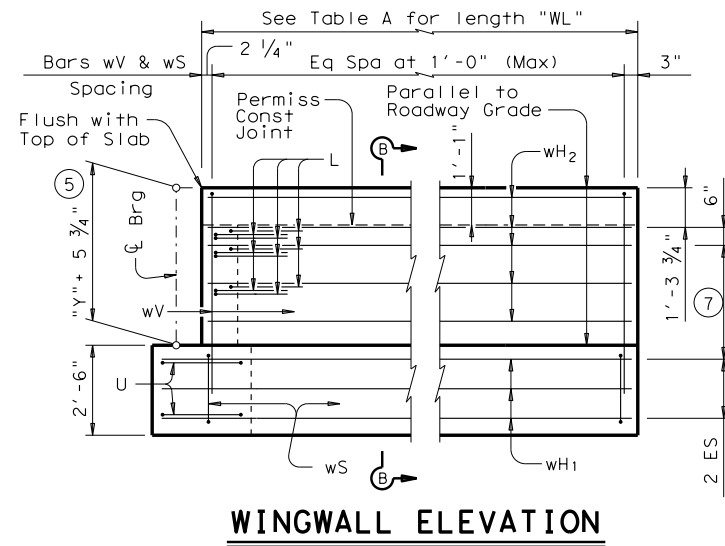 See Table A for length "WL"
2 ¼"
Bars wV & wS
Spacing
Eq Spa at 1'-0" (Max)
3"
Flush with
Top of Slab
Permiss
Const
Joint
Parallel to
Roadway Grade
B
L
1'-1"
wH2
6"
5
"Y"+ 5 ¾"
℄ Brg
1'-3 ¾"
7
wV
2'-6"
U
wS
wH1
2 ES
B
WINGWALL ELEVATION